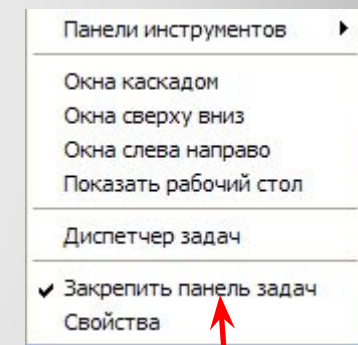 Панели инструментов
Окна каскадом
Окна сверху вниз
Окна слева направо
Показать рабочий стол
Диспетчер задач
Закрепить панель задач
Свойства